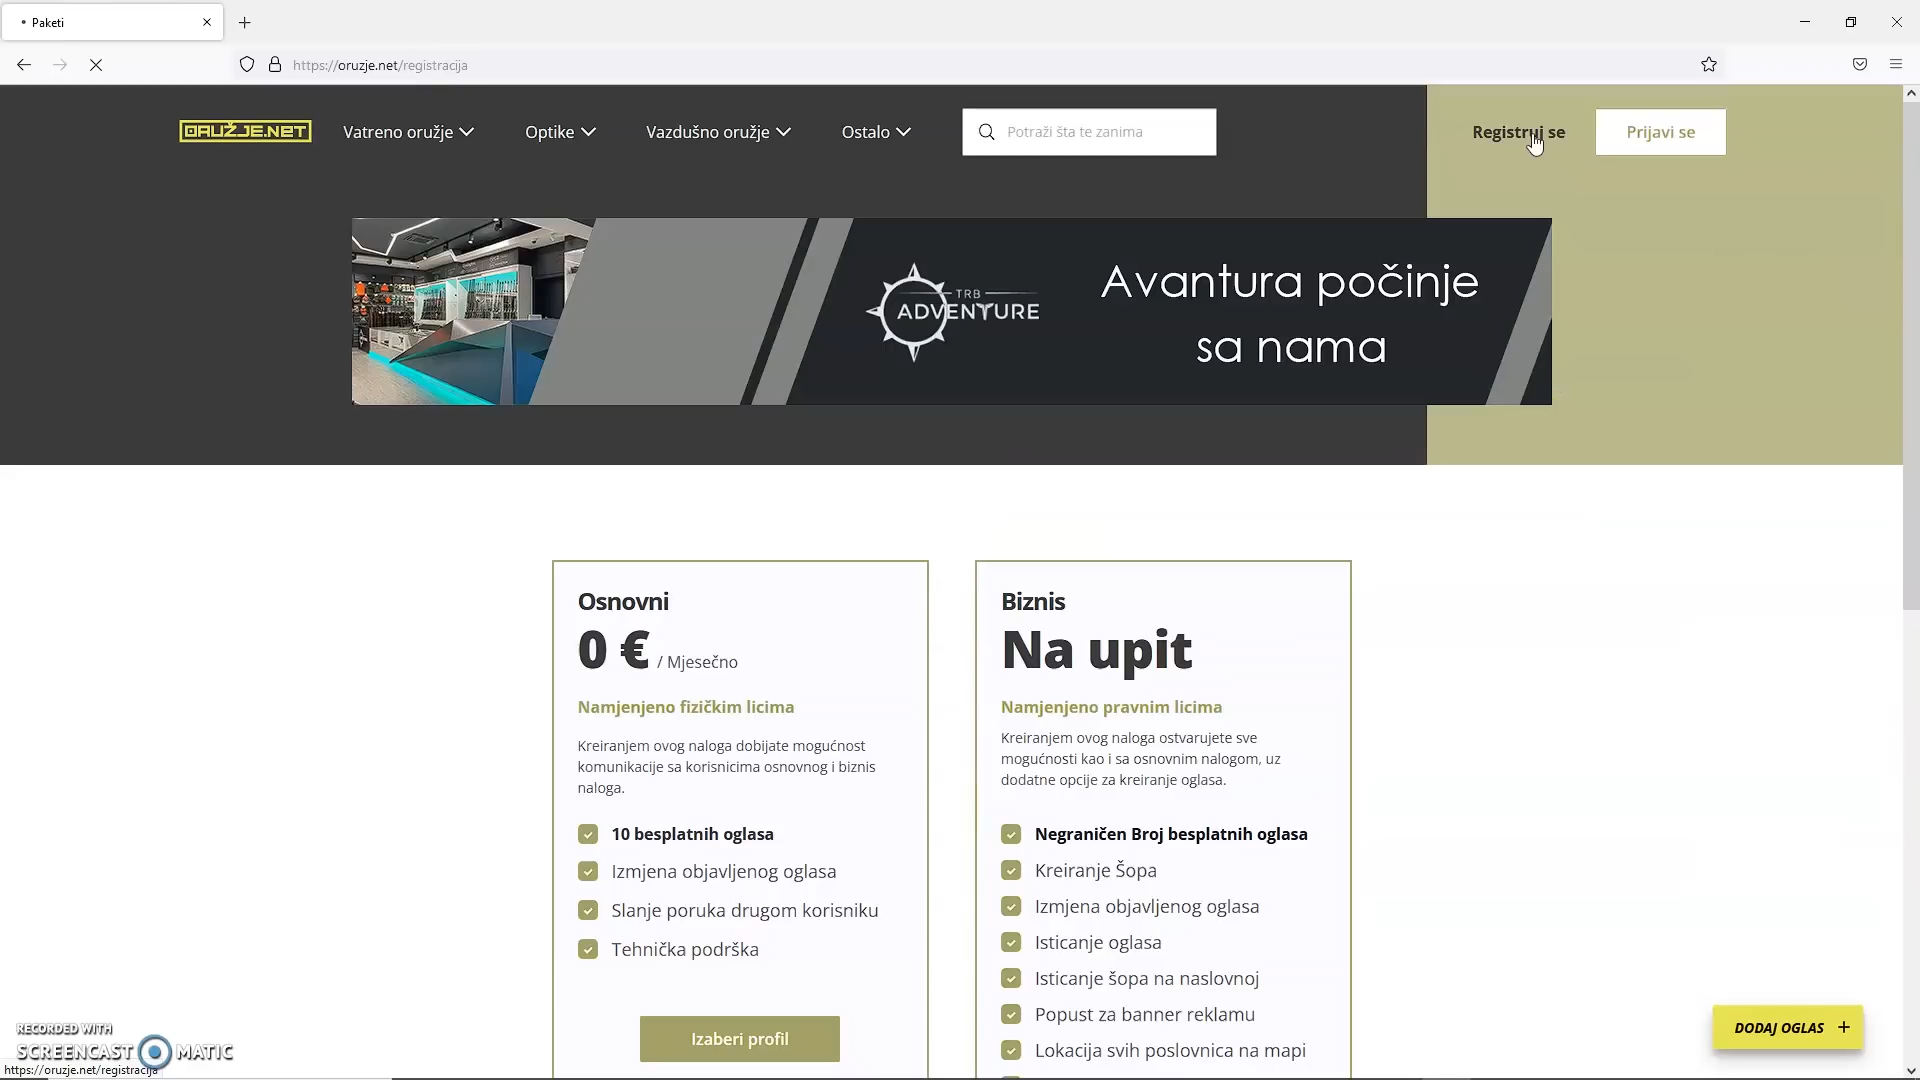 Paketi
https://oruzje.net/registracija
ORUŽJE.NET
Vatreno oružje
Optike
Vazdušno oružje
Ostalo
Potraži šta te zanima
Registruj se
Prijavi se
TRB
ADVENTURE
Avantura počinje
sa nama
Osnovni
0 € / Mjesečno
Namjenjeno fizičkim licima
Kreiranjem ovog naloga dobijate mogućnost
komunikacije sa korisnicima osnovnog i biznis
naloga.
10 besplatnih oglasa
Izmjena objavljenog oglasa
Slanje poruka drugom korisniku
Tehnička podrška
Izaberi profil
Biznis
Na upit
Namjenjeno pravnim licima
Kreiranjem ovog naloga ostvarujete sve
mogućnosti kao i sa osnovnim nalogom, uz
dodatne opcije za kreiranje oglasa.
Negraničen Broj besplatnih oglasa
Kreiranje Šopa
Izmjena objavljenog oglasa
Isticanje oglasa
Isticanje šopa na naslovnoj
Popust za banner reklamu
Lokacija svih poslovnica na mapi
DODAJ OGLAS +
RECORDED WITH
SCREENCAST MATIC
https://oruzje.net/registracija